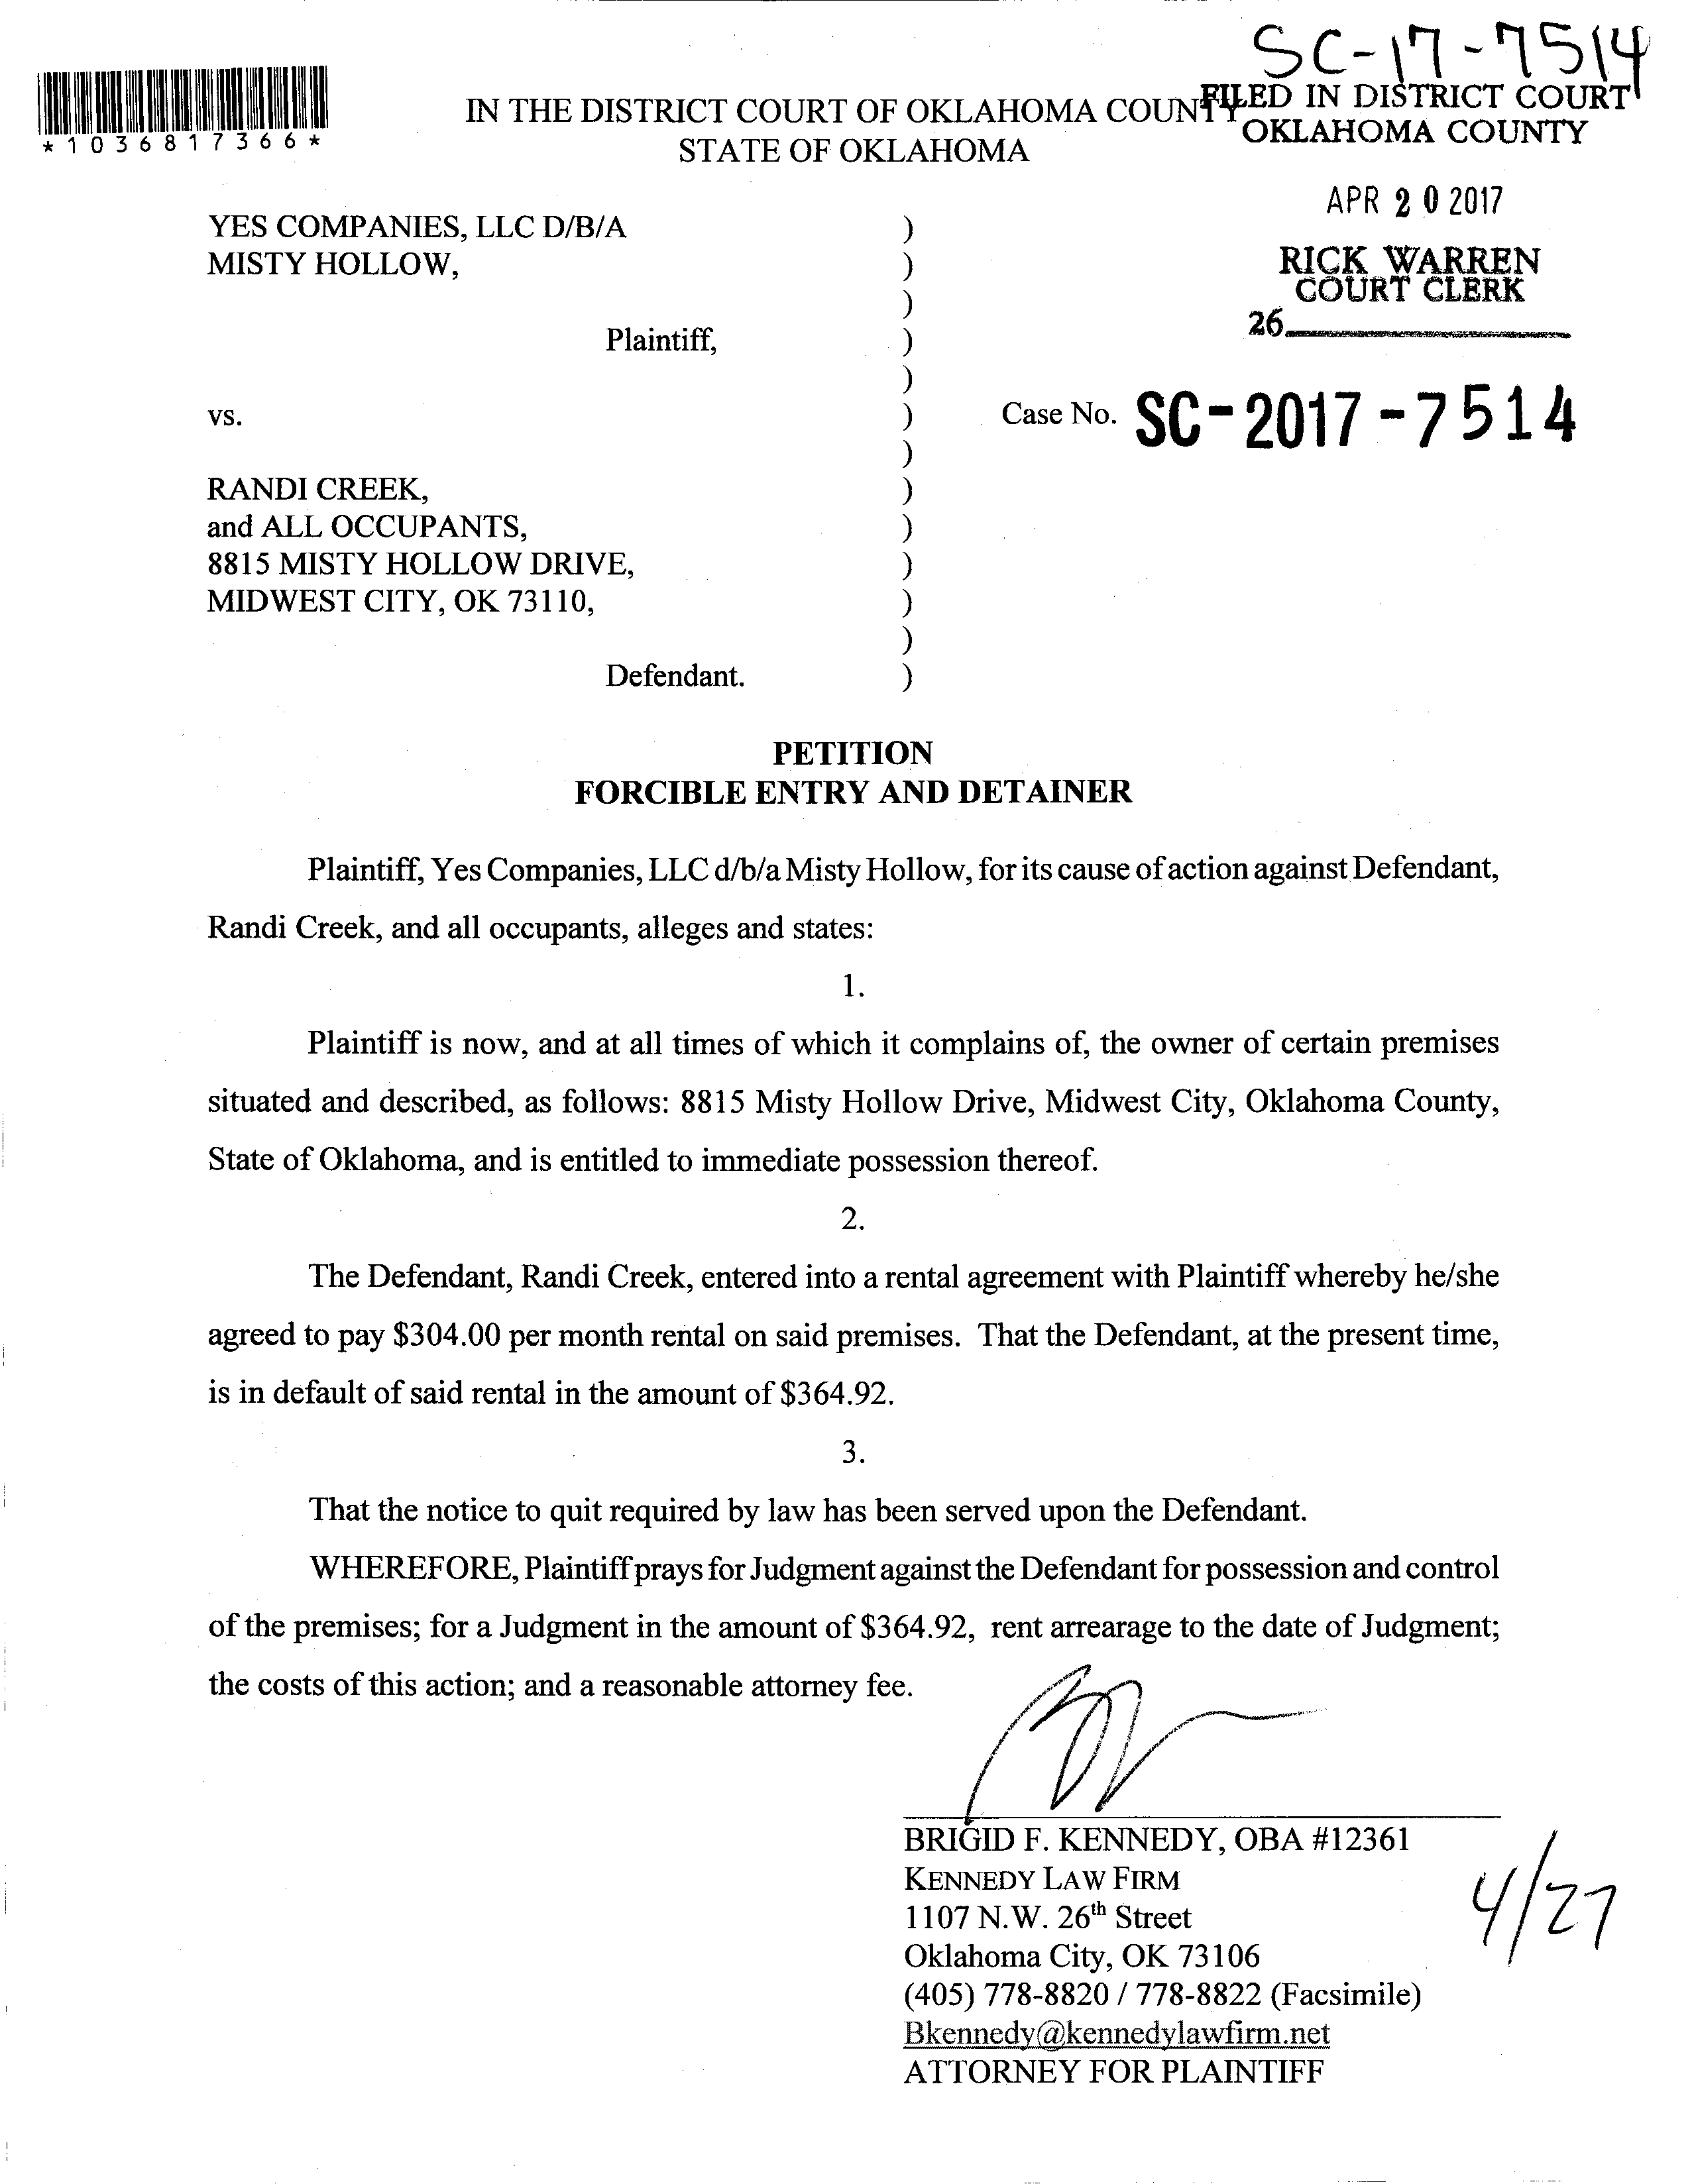 SC-17-7514
*1036817366*
IN THE DISTRICT COURT OF OKLAHOMA COUNTY
STATE OF OKLAHOMA
FILED IN DISTRICT COURT
OKLAHOMA COUNTY
APR 20 2017
RICK WARREN
COURT CLERK
26
YES COMPANIES, LLC D/B/A )
MISTY HOLLOW, )
)
Plaintiff, )
)
vs. ) Case No. SC-2017-7514
)
RANDI CREEK, )
and ALL OCCUPANTS, )
8815 MISTY HOLLOW DRIVE, )
MIDWEST CITY, OK 73110, )
)
Defendant. )
PETITION
FORCIBLE ENTRY AND DETAINER
Plaintiff, Yes Companies, LLC d/b/a Misty Hollow, for its cause of action against Defendant,
Randi Creek, and all occupants, alleges and states:
1.
Plaintiff is now, and at all times of which it complains of, the owner of certain premises
situated and described, as follows: 8815 Misty Hollow Drive, Midwest City, Oklahoma County,
State of Oklahoma, and is entitled to immediate possession thereof.
2.
The Defendant, Randi Creek, entered into a rental agreement with Plaintiff whereby he/she
agreed to pay $304.00 per month rental on said premises. That the Defendant, at the present time,
is in default of said rental in the amount of $364.92.
3.
That the notice to quit required by law has been served upon the Defendant.
WHEREFORE, Plaintiff prays for Judgment against the Defendant for possession and control
of the premises; for a Judgment in the amount of $364.92, rent arrearage to the date of Judgment;
the costs of this action; and a reasonable attorney fee.
BRIGID F. KENNEDY, OBA #12361
KENNEDY LAW FIRM
1107 N.W. 26th Street
Oklahoma City, OK 73106
(405) 778-8820 / 778-8822 (Facsimile)
Bkennedy@kennedylawfirm.net
ATTORNEY FOR PLAINTIFF
4/27